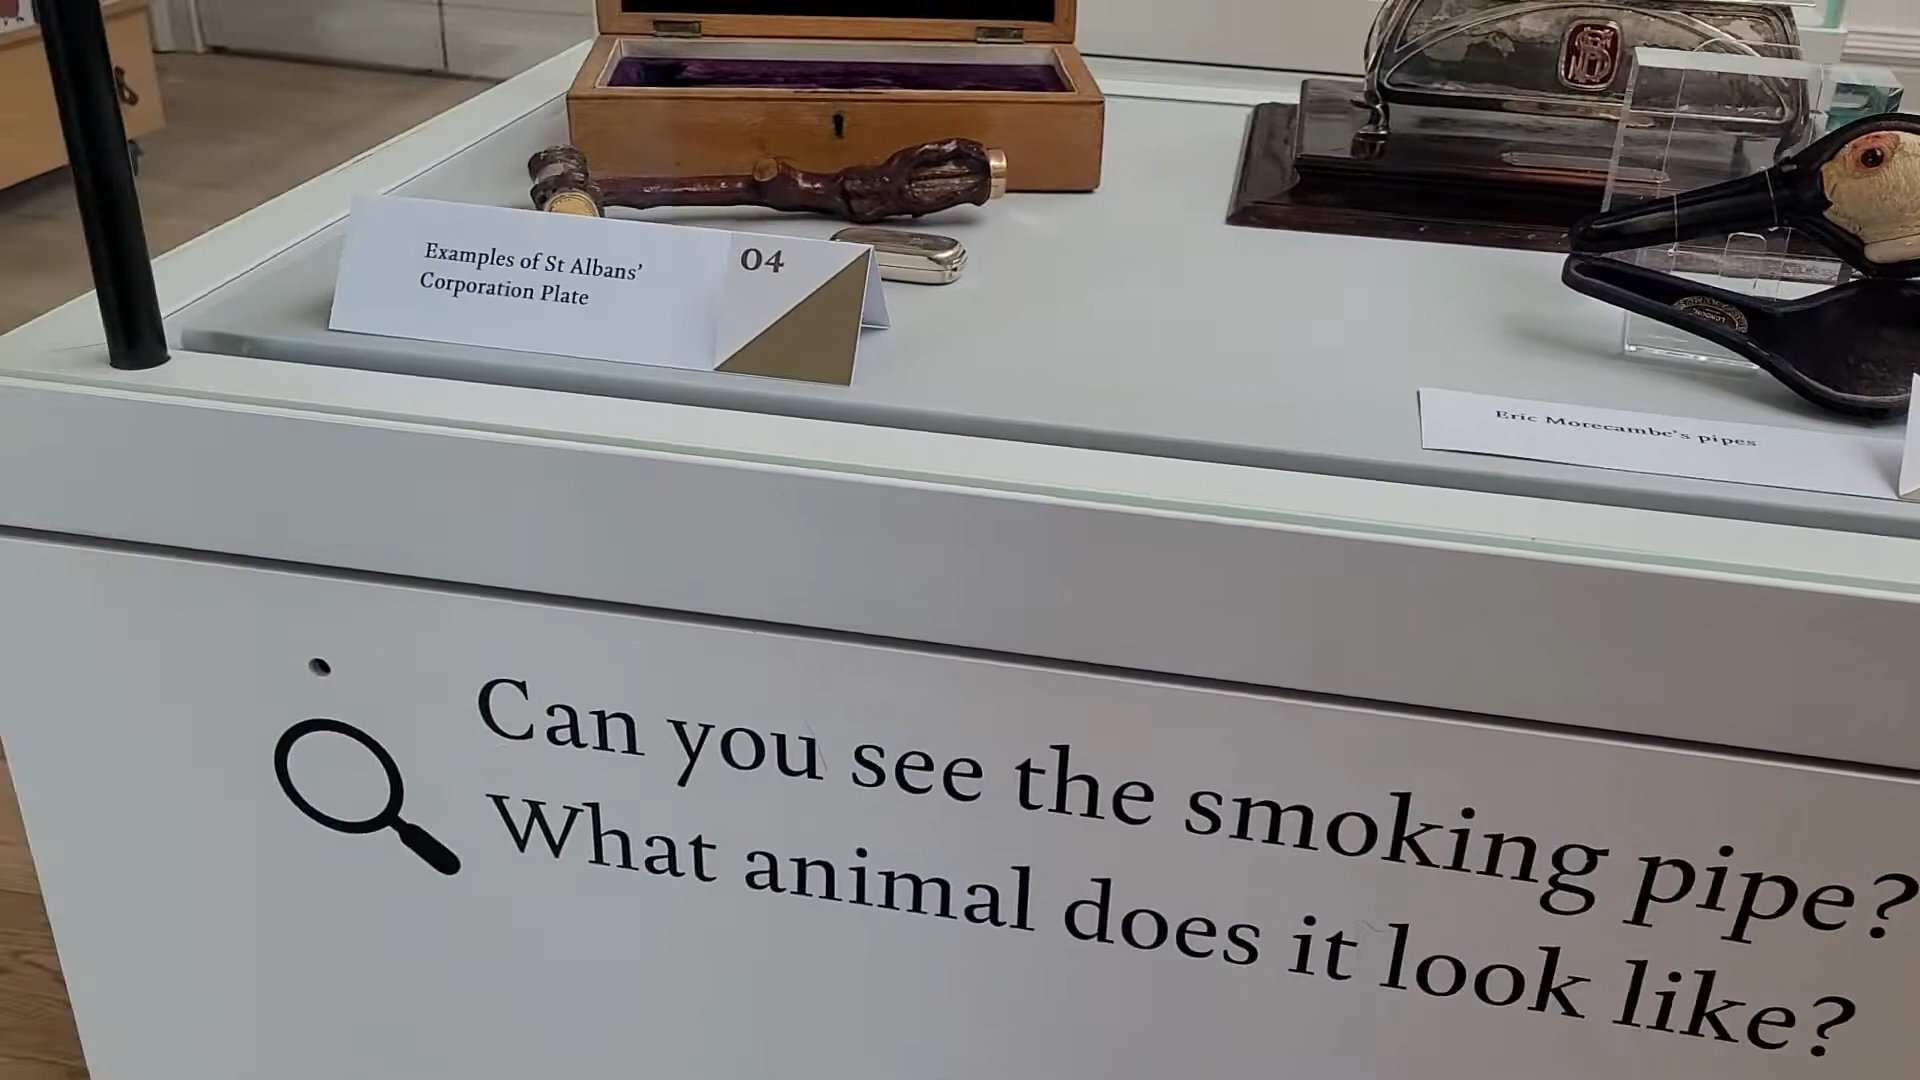 Examples of St Albans’
Corporation Plate
04
Eric Morecambe’s pipes
Can you see the smoking pipe?
What animal does it look like?